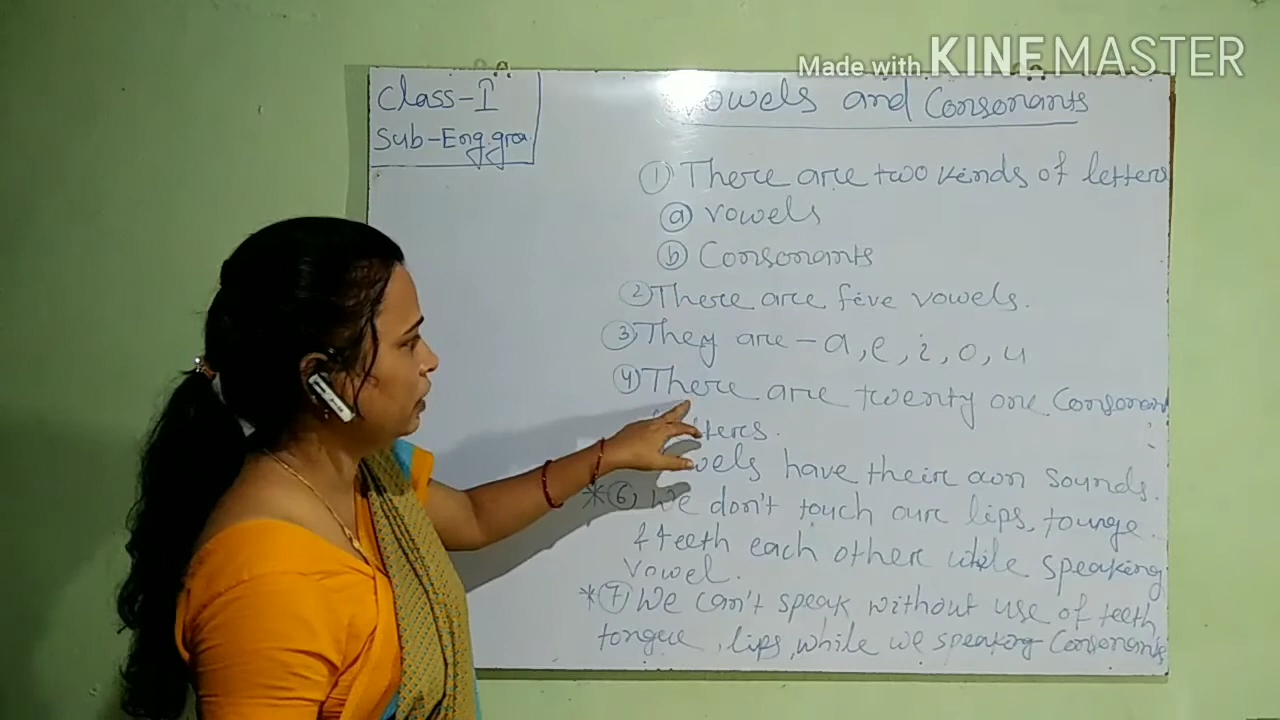 Made with KINEMASTER
Class-I
Sub-Eng.gra.
Vowels and Consonants
① There are two kinds of letters
ⓐ vowels
ⓑ Consonants
② There are five vowels.
③ They are - a, e, i, o, u
④ There are twenty one Consonant
have their own sounds.
*⑥ We don't touch our lips, tounge
& teeth each other while speaking
vowel.
*⑦ We can't speak without use of teeth
tongue, lips, while we speaking Consonants